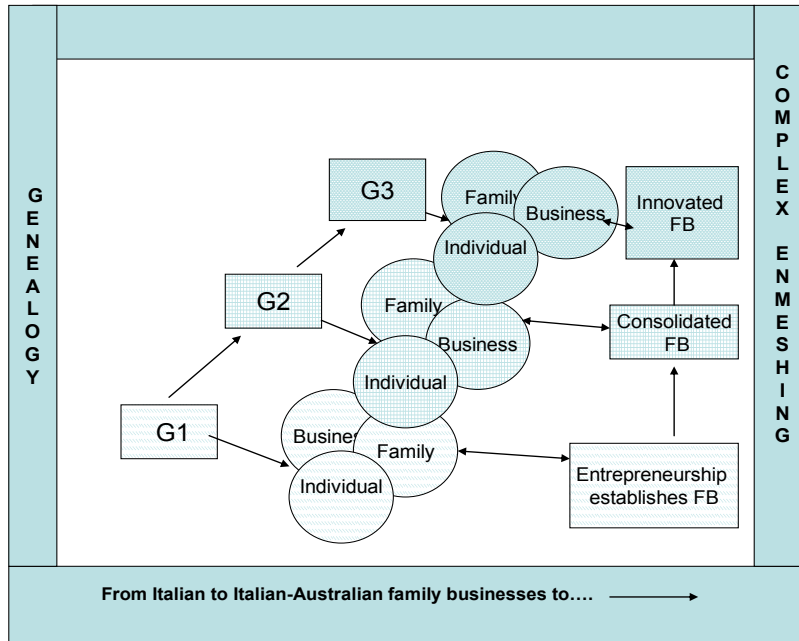 GENEALOGY
COMPLEX ENMESHING
G3
Family
Business
Individual
Innovated
FB
G2
Family
Business
Individual
Consolidated
FB
G1
Business
Family
Individual
Entrepreneurship
establishes FB
From Italian to Italian-Australian family businesses to….